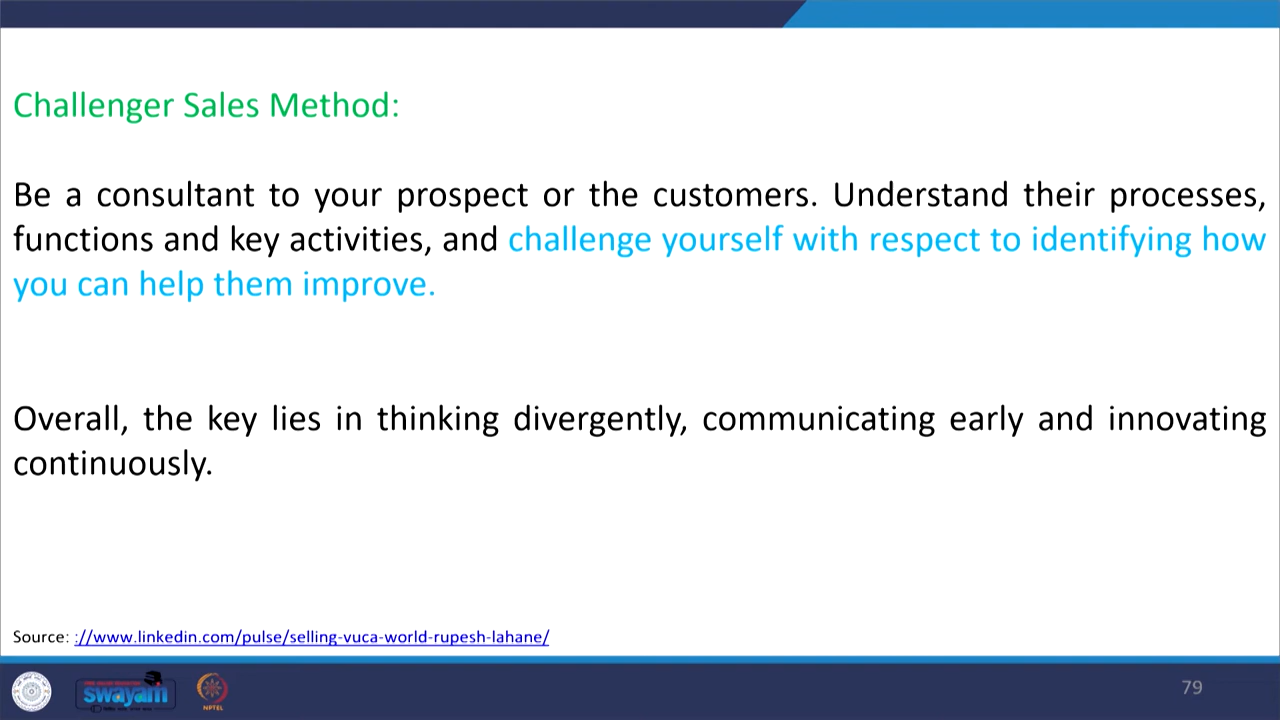 Challenger Sales Method:
Be a consultant to your prospect or the customers. Understand their processes,
functions and key activities, and challenge yourself with respect to identifying how
you can help them improve.
Overall, the key lies in thinking divergently, communicating early and innovating
continuously.
Source: ://www.linkedin.com/pulse/selling-vuca-world-rupesh-lahane/
swayam
NPTEL
79